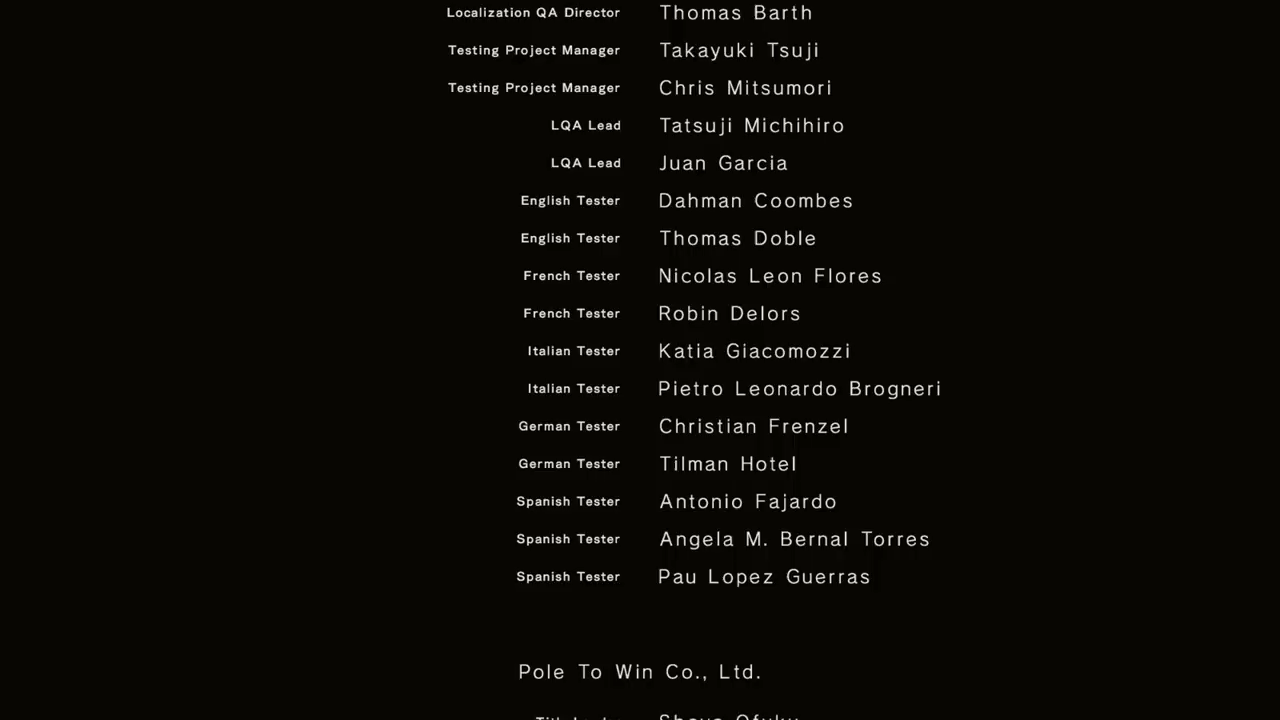 Localization QA Director Thomas Barth
Testing Project Manager Takayuki Tsuji
Testing Project Manager Chris Mitsumori
LQA Lead Tatsuji Michihiro
LQA Lead Juan Garcia
English Tester Dahman Coombes
English Tester Thomas Doble
French Tester Nicolas Leon Flores
French Tester Robin Delors
Italian Tester Katia Giacomozzi
Italian Tester Pietro Leonardo Brogneri
German Tester Christian Frenzel
German Tester Tilman Hotel
Spanish Tester Antonio Fajardo
Spanish Tester Angela M. Bernal Torres
Spanish Tester Pau Lopez Guerras
Pole To Win Co., Ltd.